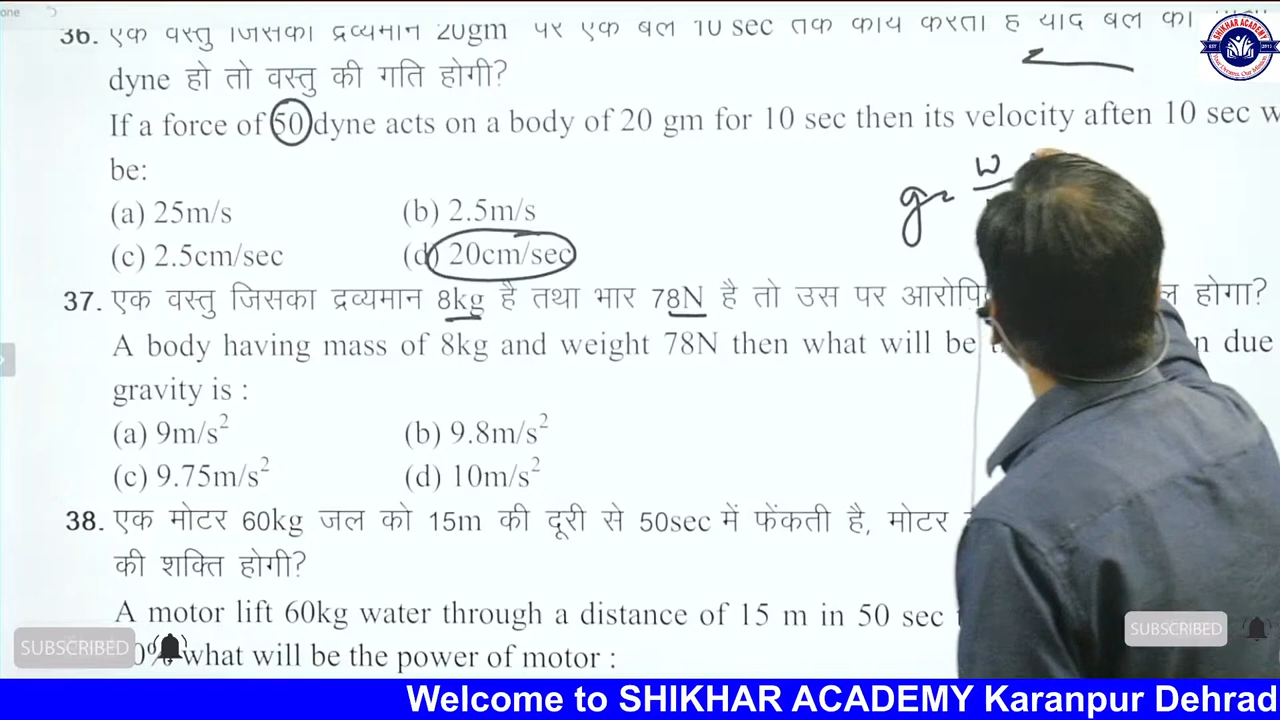 one
36. एक वस्तु जिसका द्रव्यमान 20gm पर एक बल 10 sec तक कार्य करता है यदि बल का
SHIKHAR ACADEMY
dyne हो तो वस्तु की गति होगी?
If a force of 50 dyne acts on a body of 20 gm for 10 sec then its velocity aften 10 sec w
be:
(a) 25m/s (b) 2.5m/s
g = w
(c) 2.5cm/sec (d) 20cm/sec
37. एक वस्तु जिसका द्रव्यमान 8kg है तथा भार 78N है तो उस पर आरोपि ल होगा?
A body having mass of 8kg and weight 78N then what will be n due
gravity is :
(a) 9m/s² (b) 9.8m/s²
(c) 9.75m/s² (d) 10m/s²
38. एक मोटर 60kg जल को 15m की दूरी से 50sec में फेंकती है, मोटर
की शक्ति होगी?
A motor lift 60kg water through a distance of 15 m in 50 sec
SUBSCRIBED
SUBSCRIBED
0% what will be the power of motor :
Welcome to SHIKHAR ACADEMY Karanpur Dehrad